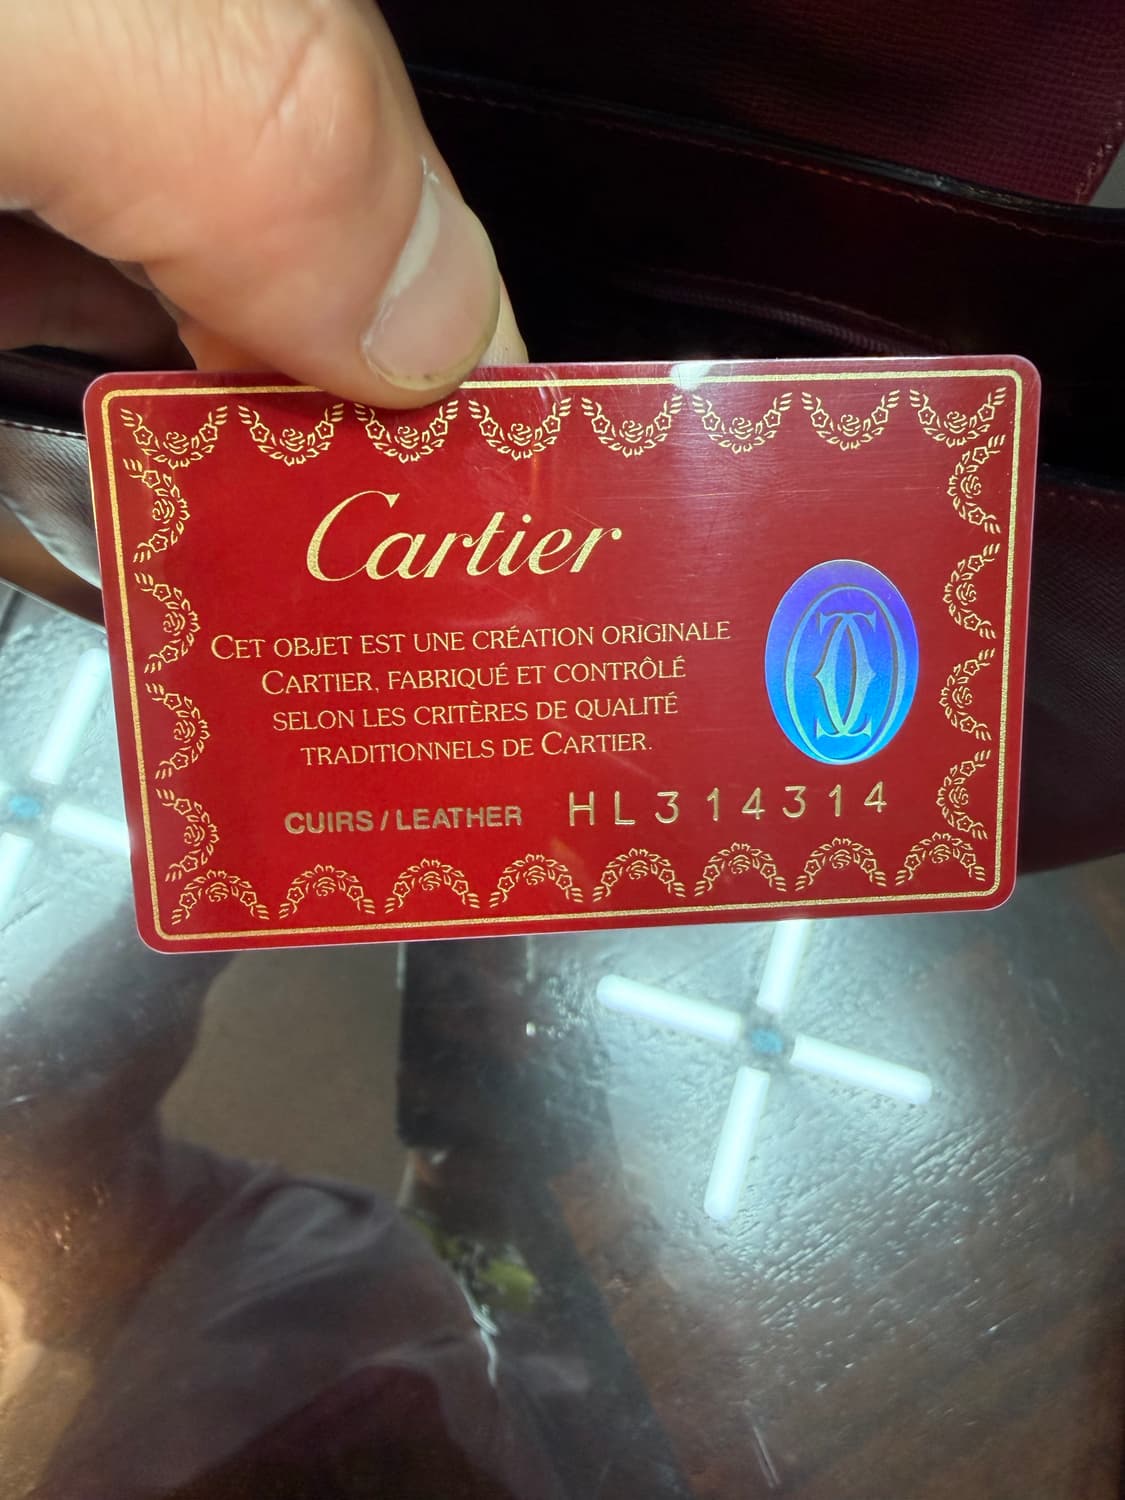 Cartier
CET OBJET EST UNE CRÉATION ORIGINALE
CARTIER, FABRIQUÉ ET CONTRÔLÉ
SELON LES CRITÈRES DE QUALITÉ
TRADITIONNELS DE CARTIER.
CUIRS / LEATHER HL314314